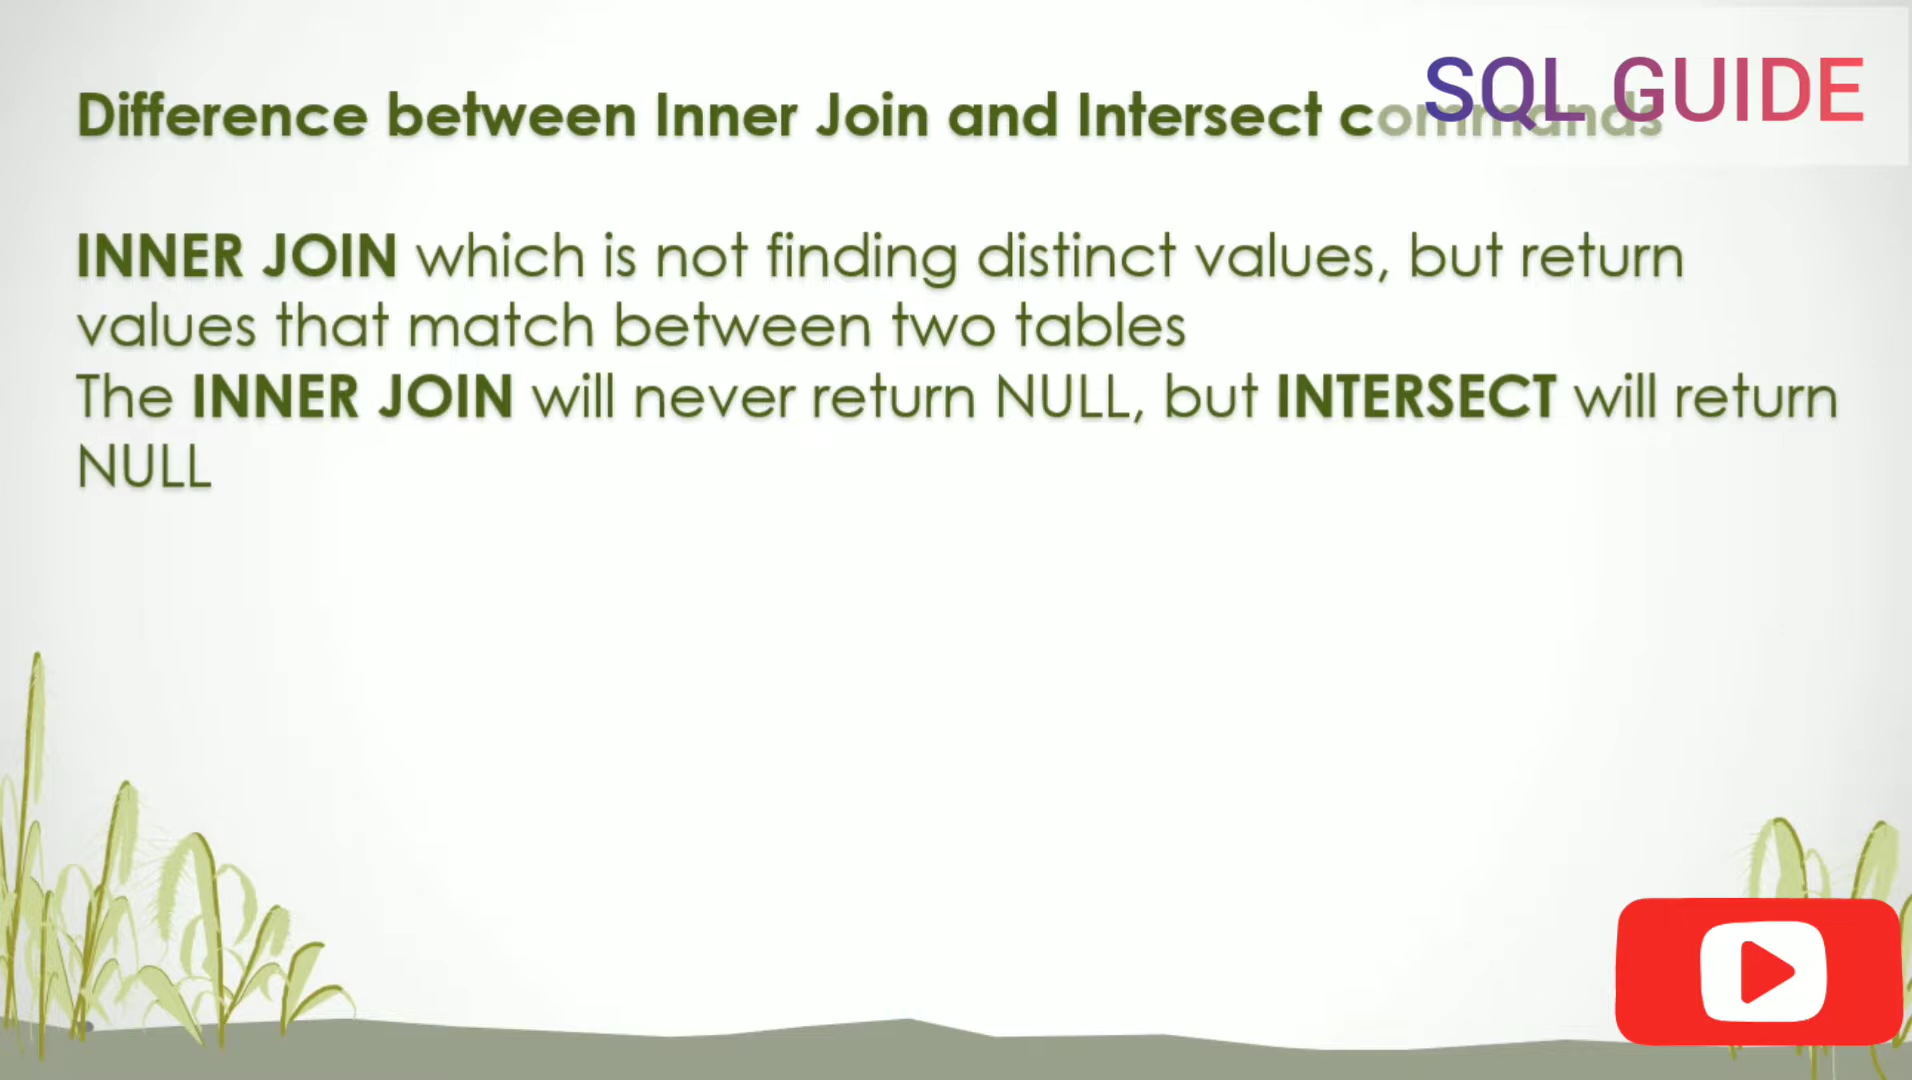 SQL GUIDE
Difference between Inner Join and Intersect commands
INNER JOIN which is not finding distinct values, but return
values that match between two tables
The INNER JOIN will never return NULL, but INTERSECT will return
NULL